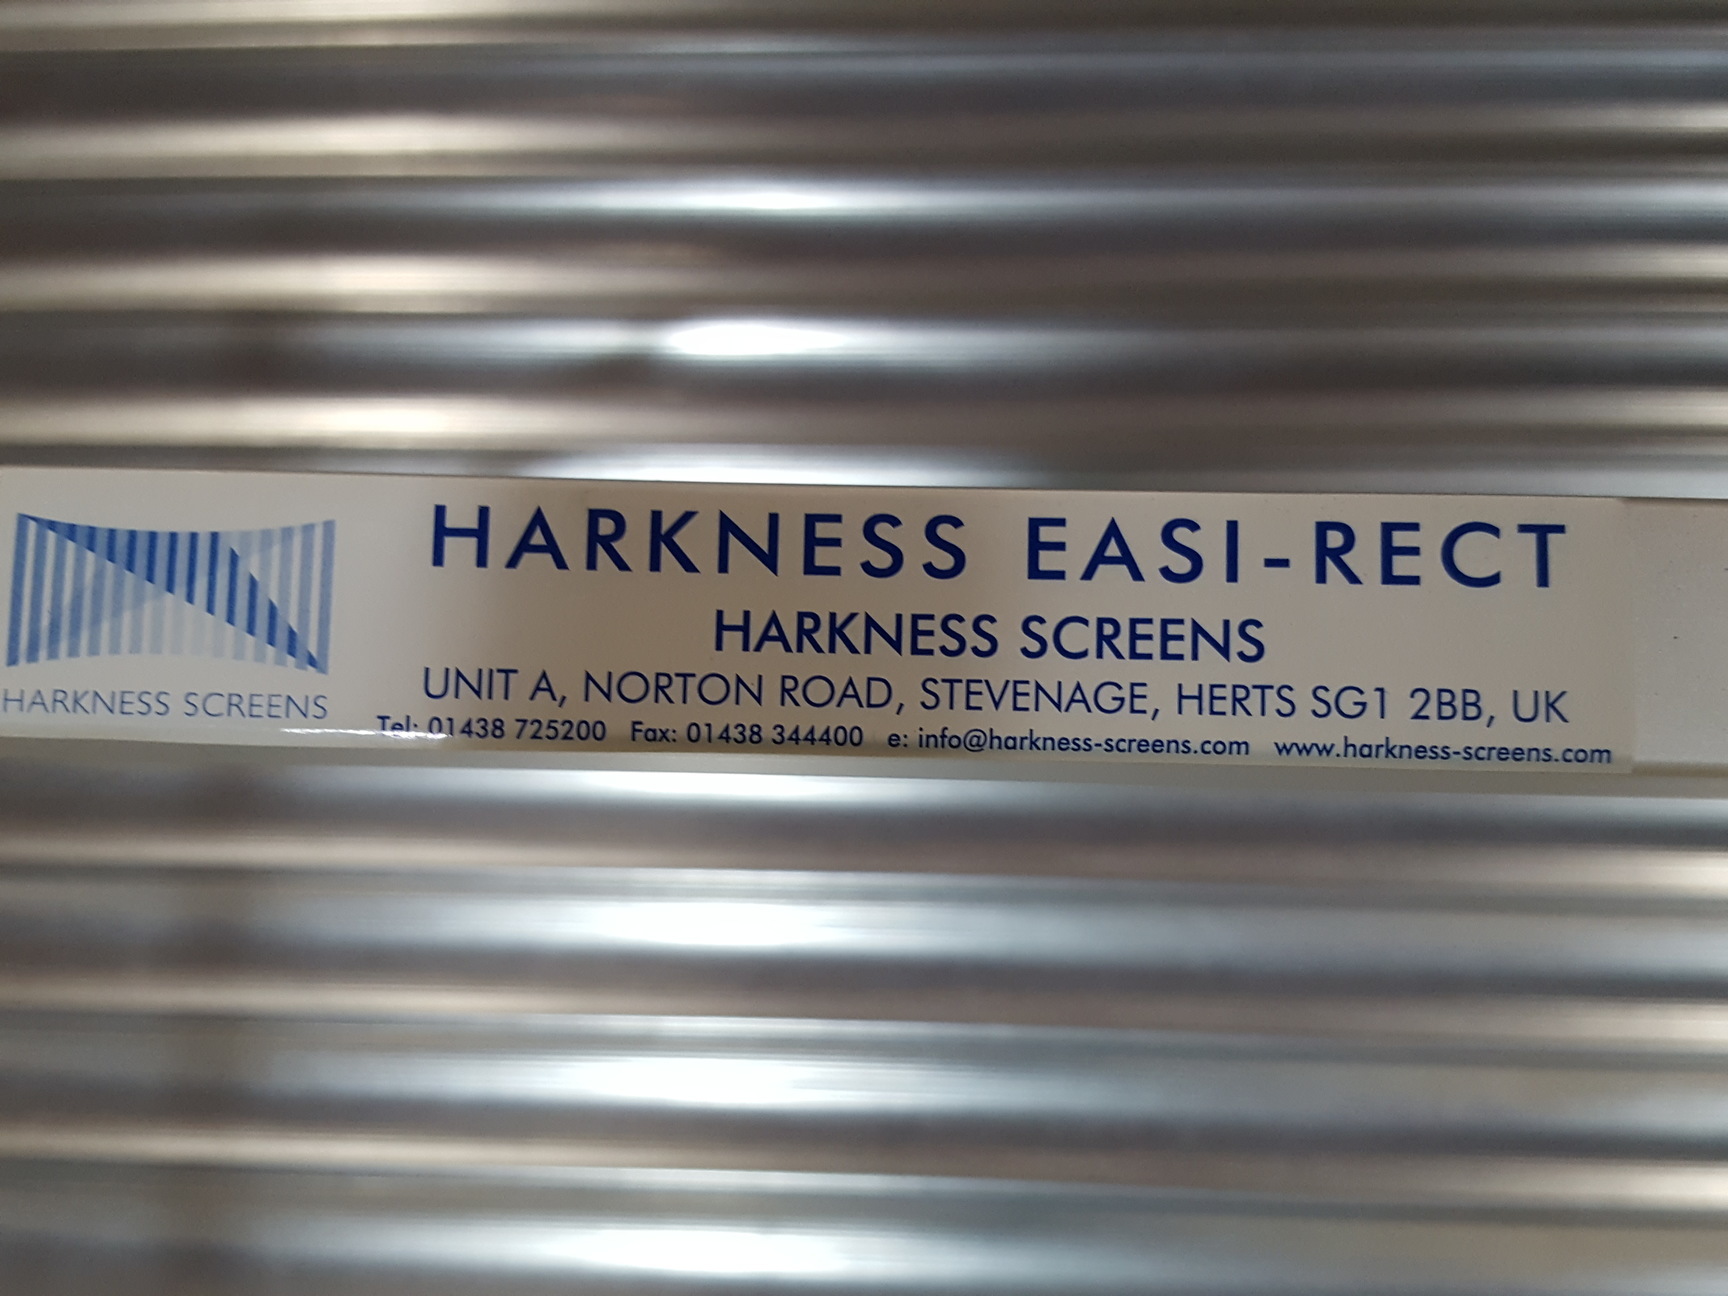 HARKNESS EASI-RECT
HARKNESS SCREENS
UNIT A, NORTON ROAD, STEVENAGE, HERTS SG1 2BB, UK
Tel: 01438 725200 Fax: 01438 344400 e: info@harkness-screens.com www.harkness-screens.com
HARKNESS SCREENS